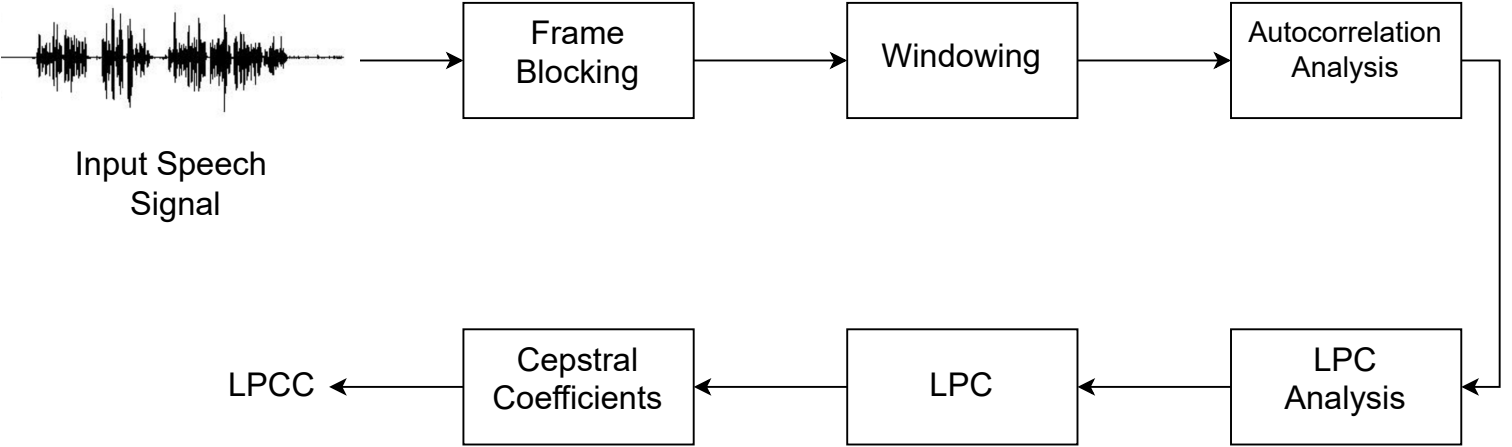 Input Speech
Signal
Frame
Blocking
Windowing
Autocorrelation
Analysis
LPC
Analysis
LPC
Cepstral
Coefficients
LPCC